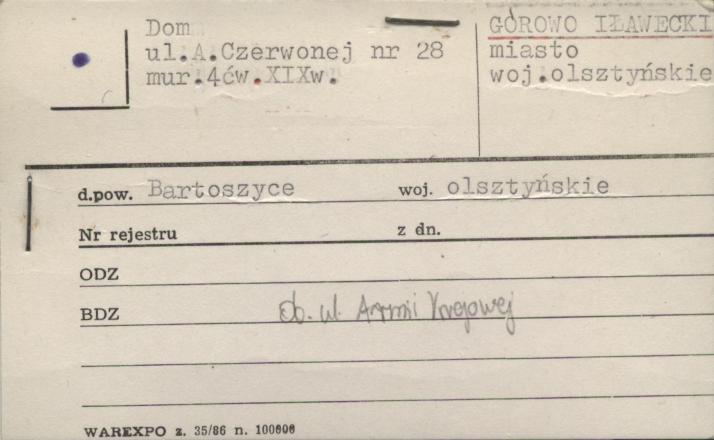 Dom
ul.A.Czerwonej nr 28
mur.4ćw.XIXw.
GÓROWO IŁAWECKI
miasto
woj.olsztyńskie
d.pow. Bartoszyce woj. olsztyńskie
Nr rejestru z dn.
ODZ
BDZ ob. ul. Armii Krajowej
WAREXPO z. 35/86 n. 100000